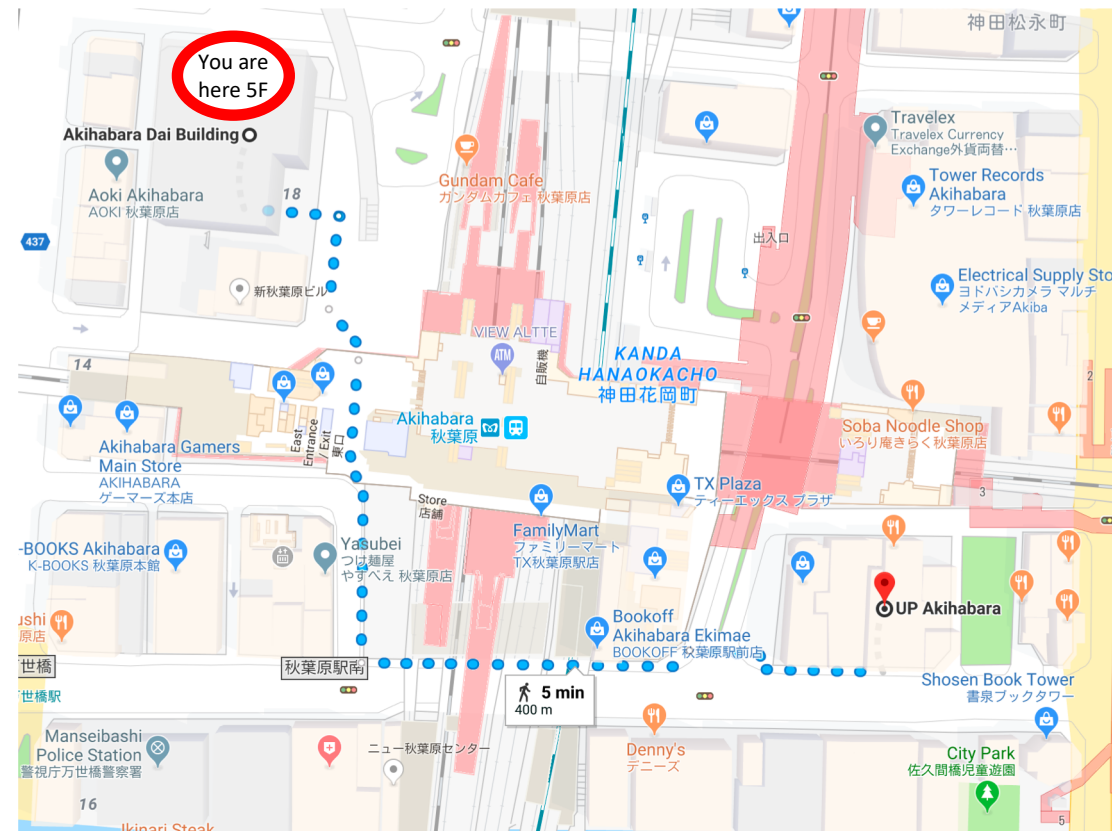 神田松永町
You are
here 5F
Akihabara Dai Building
Travelex
Travelex Currency
Exchange外貨両替…
Aoki Akihabara
AOKI 秋葉原店
18
Gundam Cafe
ガンダムカフェ 秋葉原店
Tower Records
Akihabara
タワーレコード 秋葉原店
437
出入口
新秋葉原ビル
Electrical Supply Sto
ヨドバシカメラ マルチ
メディアAkiba
VIEW ALTTE
ATM
自販機
KANDA
HANAOKACHO
神田花岡町
14
2
Akihabara
秋葉原
East
Entrance
/ Exit
東口
Soba Noodle Shop
いろり庵きらく秋葉原店
Akihabara Gamers
Main Store
AKIHABARA
ゲーマーズ本店
TX Plaza
ティーエックス プラザ
3
Store
店舗
FamilyMart
ファミリーマート
TX秋葉原駅店
-BOOKS Akihabara
K-BOOKS 秋葉原本館
Yasubei
つけ麺屋
やすべえ 秋葉原店
UP Akihabara
ushi
原店
Bookoff
Akihabara Ekimae
BOOKOFF 秋葉原駅前店
世橋
秋葉原駅南
世橋駅
5 min
400 m
Shosen Book Tower
書泉ブックタワー
Manseibashi
Police Station
警視庁万世橋警察署
ニュー秋葉原センター
Denny's
デニーズ
City Park
佐久間橋児童遊園
16
5
Ikinari Steak